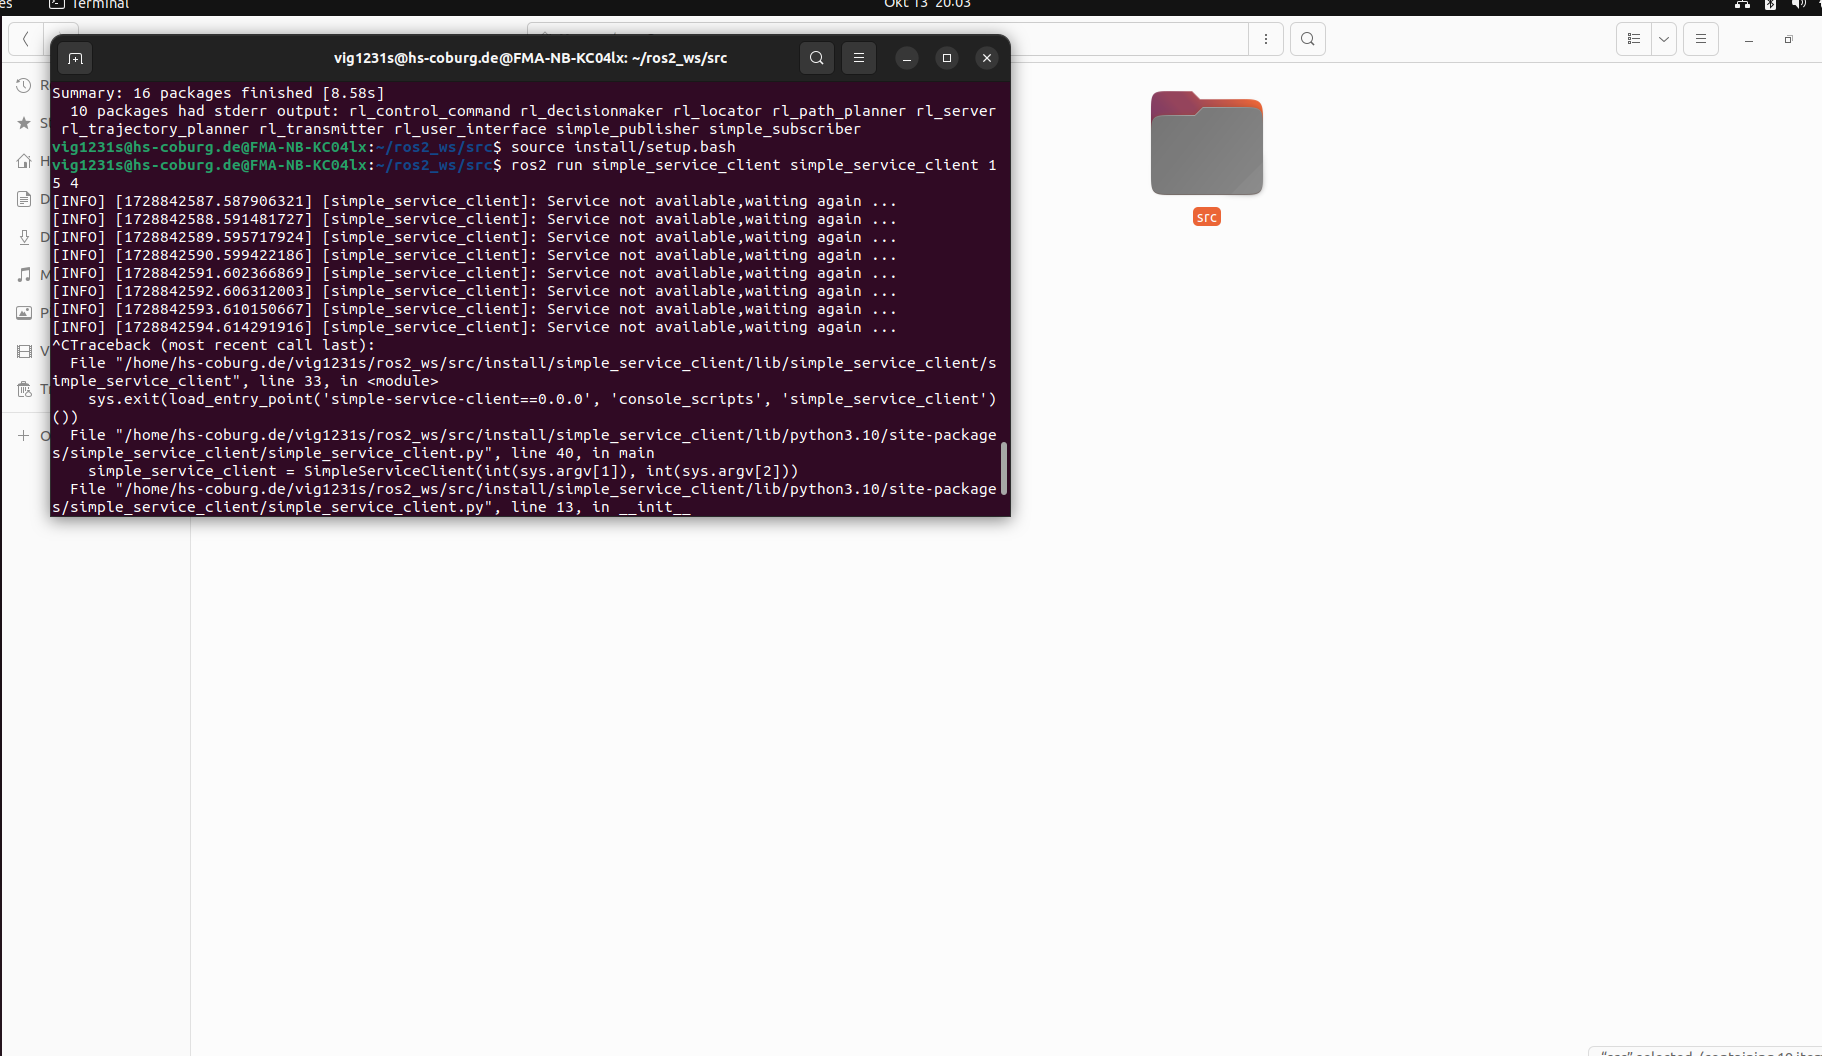 es Terminal Okt 13 20:03
vig1231s@hs-coburg.de@FMA-NB-KC04lx: ~/ros2_ws/src
Summary: 16 packages finished [8.58s]
10 packages had stderr output: rl_control_command rl_decisionmaker rl_locator rl_path_planner rl_server
rl_trajectory_planner rl_transmitter rl_user_interface simple_publisher simple_subscriber
vig1231s@hs-coburg.de@FMA-NB-KC04lx:~/ros2_ws/src$ source install/setup.bash
vig1231s@hs-coburg.de@FMA-NB-KC04lx:~/ros2_ws/src$ ros2 run simple_service_client simple_service_client 1
5 4
[INFO] [1728842587.587906321] [simple_service_client]: Service not available,waiting again ...
[INFO] [1728842588.591481727] [simple_service_client]: Service not available,waiting again ...
[INFO] [1728842589.595717924] [simple_service_client]: Service not available,waiting again ...
[INFO] [1728842590.599422186] [simple_service_client]: Service not available,waiting again ...
[INFO] [1728842591.602366869] [simple_service_client]: Service not available,waiting again ...
[INFO] [1728842592.606312003] [simple_service_client]: Service not available,waiting again ...
[INFO] [1728842593.610150667] [simple_service_client]: Service not available,waiting again ...
[INFO] [1728842594.614291916] [simple_service_client]: Service not available,waiting again ...
^CTraceback (most recent call last):
File "/home/hs-coburg.de/vig1231s/ros2_ws/src/install/simple_service_client/lib/simple_service_client/s
imple_service_client", line 33, in <module>
sys.exit(load_entry_point('simple-service-client==0.0.0', 'console_scripts', 'simple_service_client')
())
File "/home/hs-coburg.de/vig1231s/ros2_ws/src/install/simple_service_client/lib/python3.10/site-package
s/simple_service_client/simple_service_client.py", line 40, in main
simple_service_client = SimpleServiceClient(int(sys.argv[1]), int(sys.argv[2]))
File "/home/hs-coburg.de/vig1231s/ros2_ws/src/install/simple_service_client/lib/python3.10/site-package
s/simple_service_client/simple_service_client.py", line 13, in __init__
src